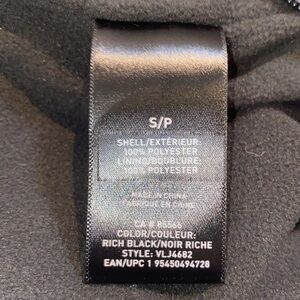 S/P
SHELL/EXTÉRIEUR:
100% POLYESTER
LINING/DOUBLURE:
100% POLYESTER
MADE IN CHINA
FABRIQUÉ EN CHINE
CA # 85566
COLOR/COULEUR:
RICH BLACK/NOIR RICHE
STYLE: VLJ4682
EAN/UPC 1 95450494728